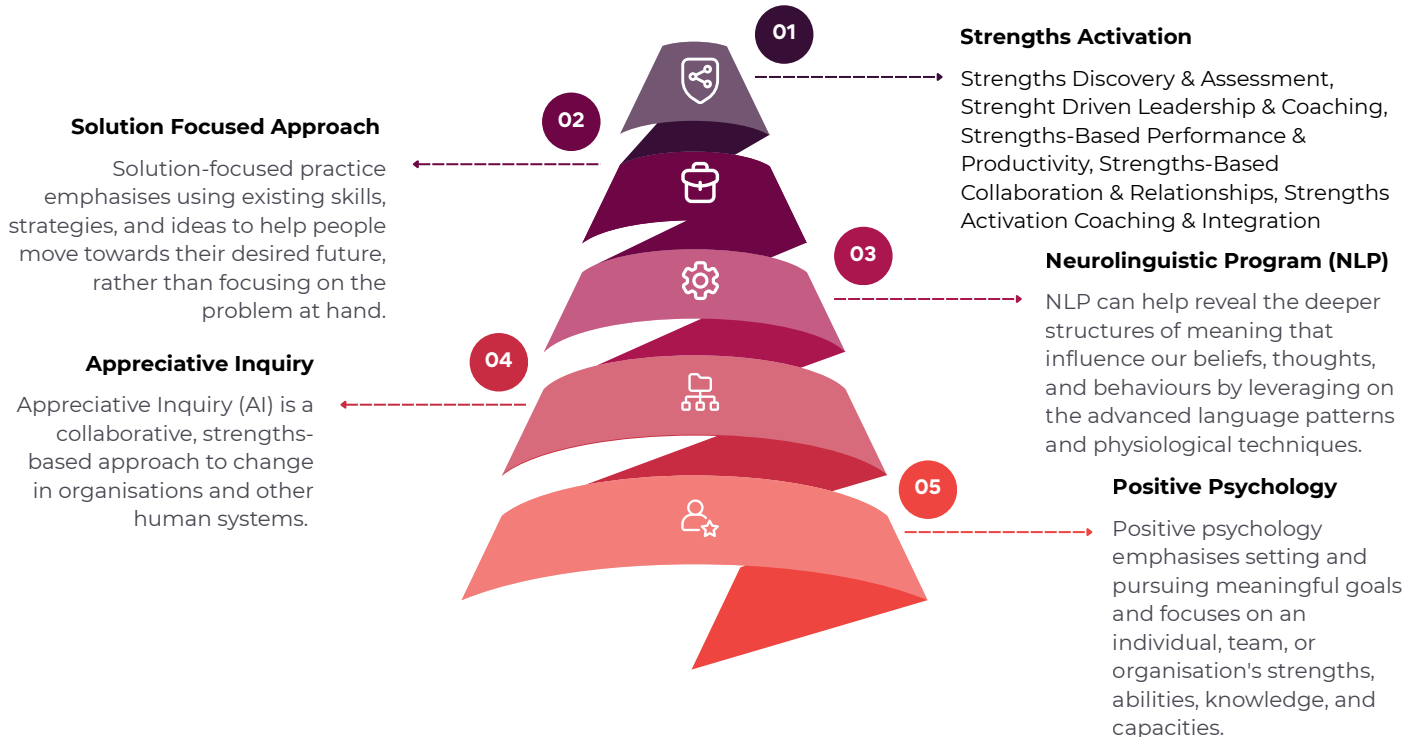 01
Strengths Activation
Strengths Discovery & Assessment,
Strenght Driven Leadership & Coaching,
Strengths-Based Performance &
Productivity, Strengths-Based
Collaboration & Relationships, Strengths
Activation Coaching & Integration
02
Solution Focused Approach
Solution-focused practice
emphasises using existing skills,
strategies, and ideas to help people
move towards their desired future,
rather than focusing on the
problem at hand.
03
Neurolinguistic Program (NLP)
NLP can help reveal the deeper
structures of meaning that
influence our beliefs, thoughts,
and behaviours by leveraging on
the advanced language patterns
and physiological techniques.
04
Appreciative Inquiry
Appreciative Inquiry (AI) is a
collaborative, strengths-
based approach to change
in organisations and other
human systems.
05
Positive Psychology
Positive psychology
emphasises setting and
pursuing meaningful goals
and focuses on an
individual, team, or
organisation's strengths,
abilities, knowledge, and
capacities.